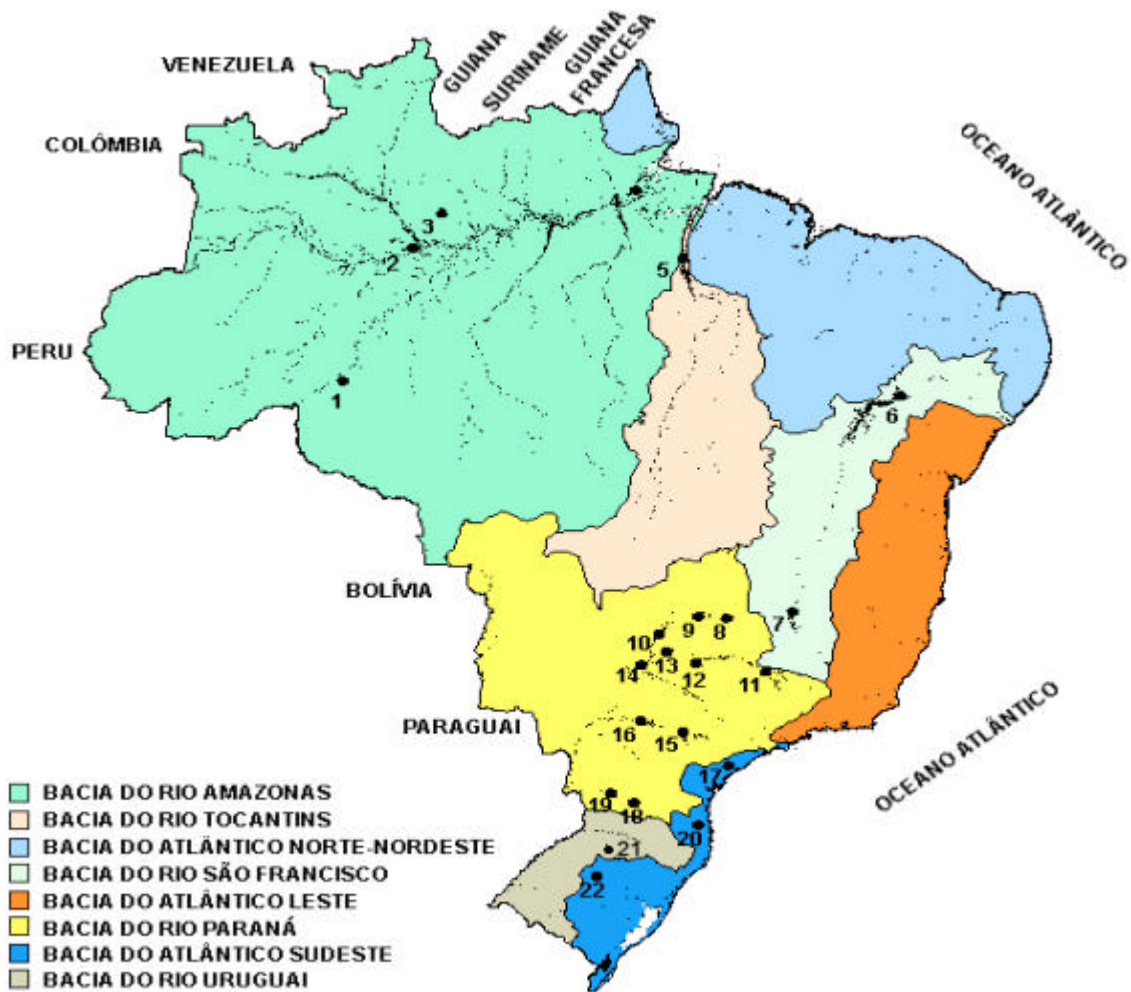 VENEZUELA
GUIANA
SURINAME
GUIANA
FRANCESA
COLÔMBIA
OCEANO ATLÂNTICO
4
3
2
5
PERU
1
6
BOLÍVIA
7
9
8
10
13
12
14
11
PARAGUAI
16
15
OCEANO ATLÂNTICO
17
19
18
20
21
22
BACIA DO RIO AMAZONAS
BACIA DO RIO TOCANTINS
BACIA DO ATLÂNTICO NORTE-NORDESTE
BACIA DO RIO SÃO FRANCISCO
BACIA DO ATLÂNTICO LESTE
BACIA DO RIO PARANÁ
BACIA DO ATLÂNTICO SUDESTE
BACIA DO RIO URUGUAI